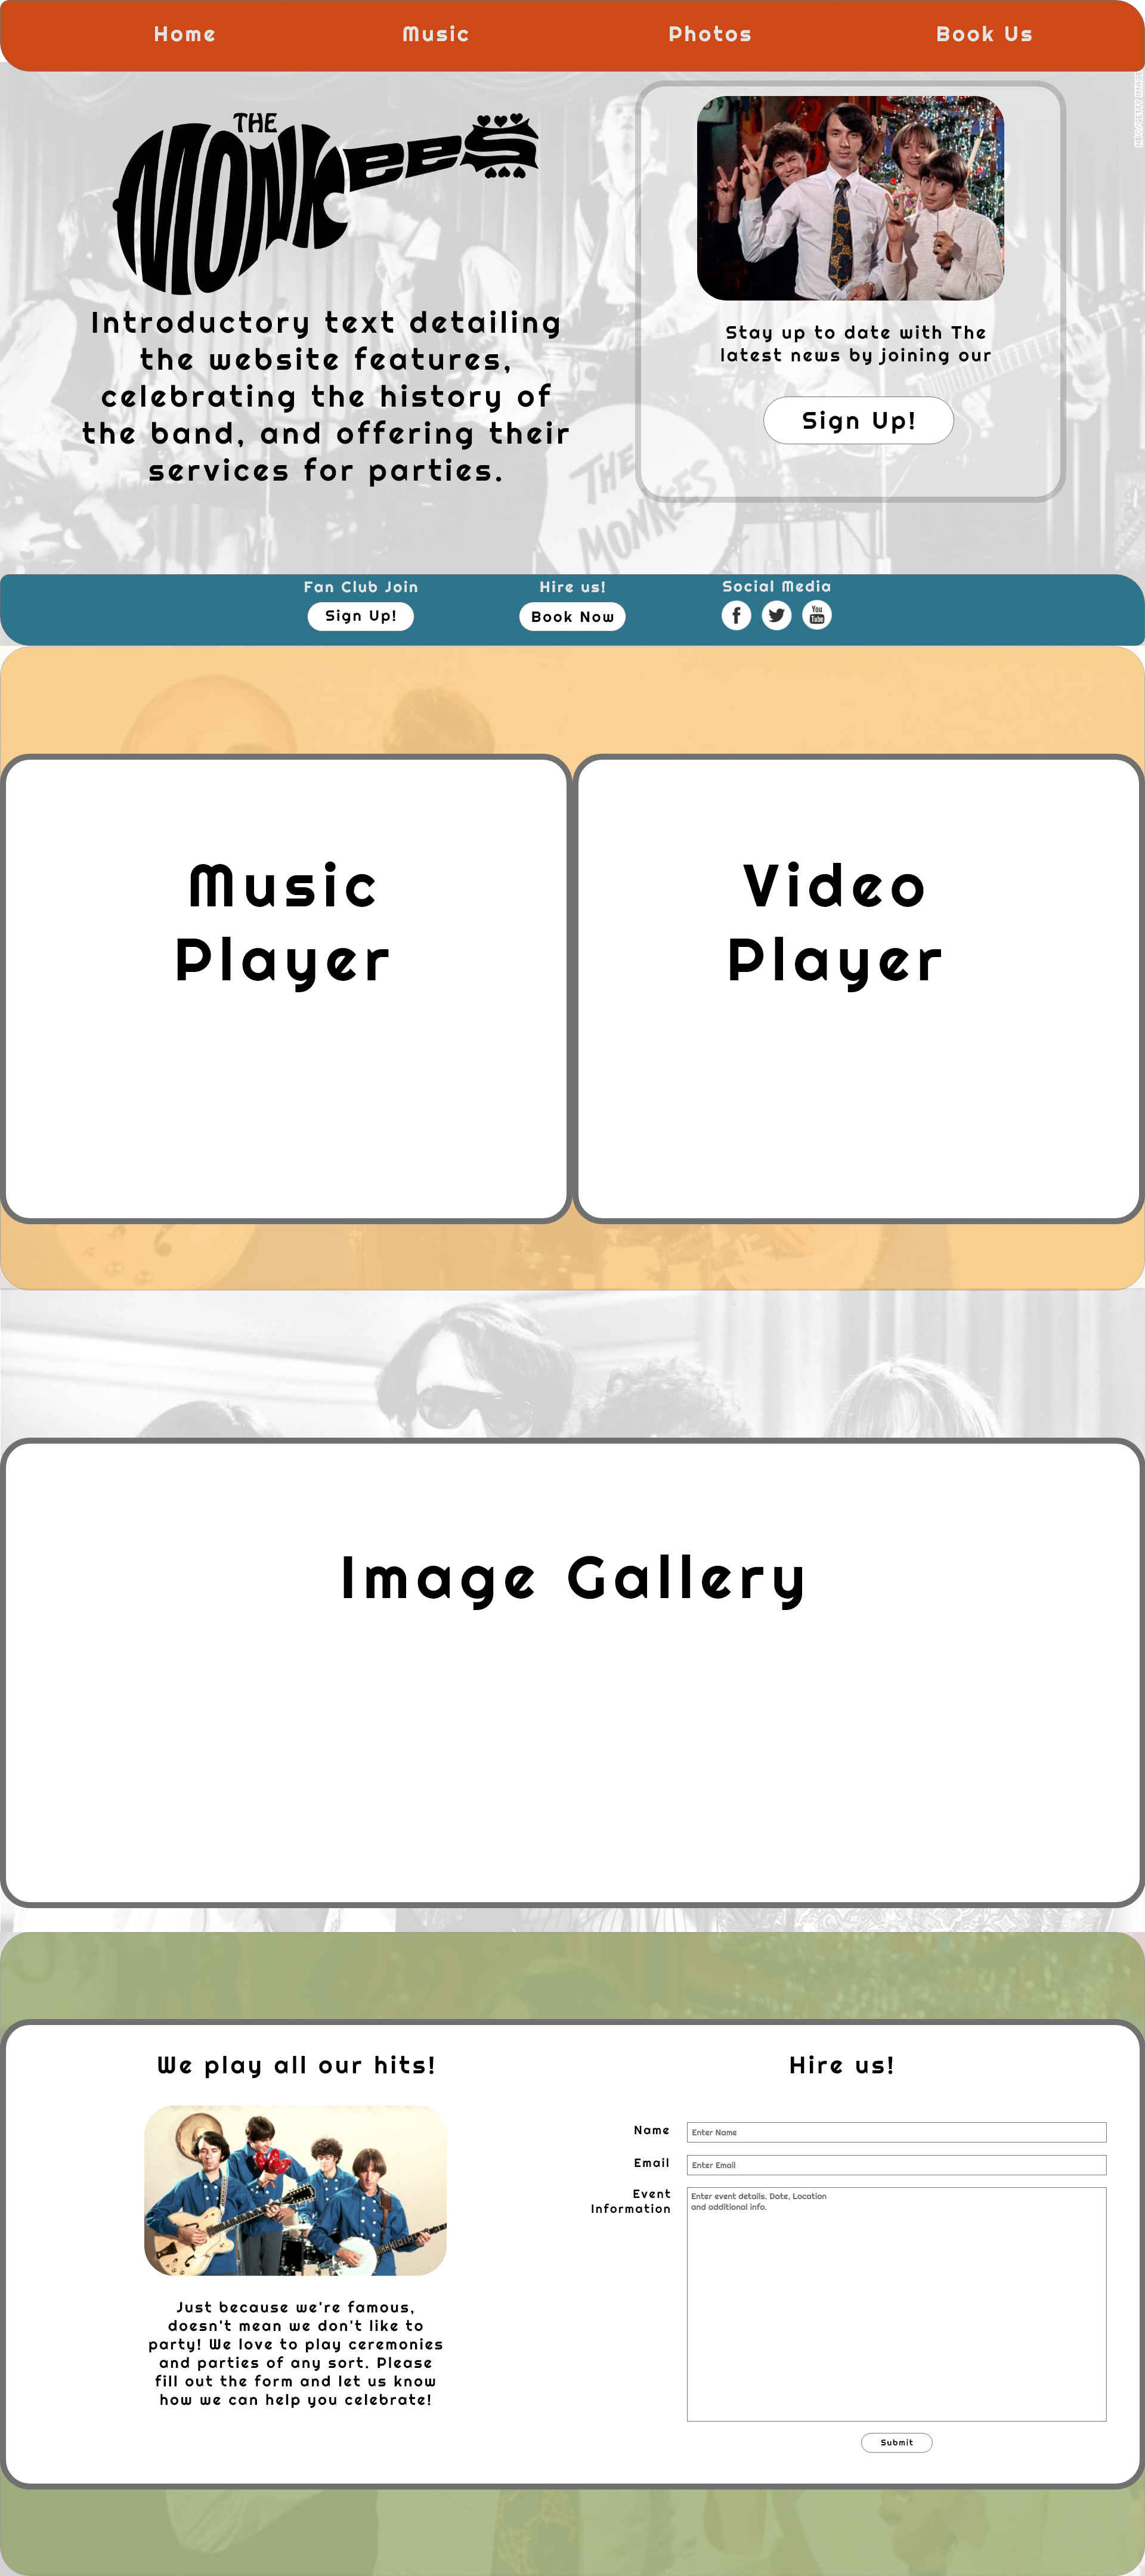 Home Music Photos Book Us
THE
MONKEES
Introductory text detailing
the website features,
celebrating the history of
the band, and offering their
services for parties.
Stay up to date with The
latest news by joining our
Sign Up!
THE
MONKEES
Fan Club Join
Sign Up!
Hire us!
Book Now
Social Media
f
You
Tube
Music
Player
Video
Player
Image Gallery
We play all our hits!
Just because we're famous,
doesn't mean we don't like to
party! We love to play ceremonies
and parties of any sort. Please
fill out the form and let us know
how we can help you celebrate!
Hire us!
Name
Enter Name
Email
Enter Email
Event
Information
Enter event details. Date, Location
and additional info.
Submit